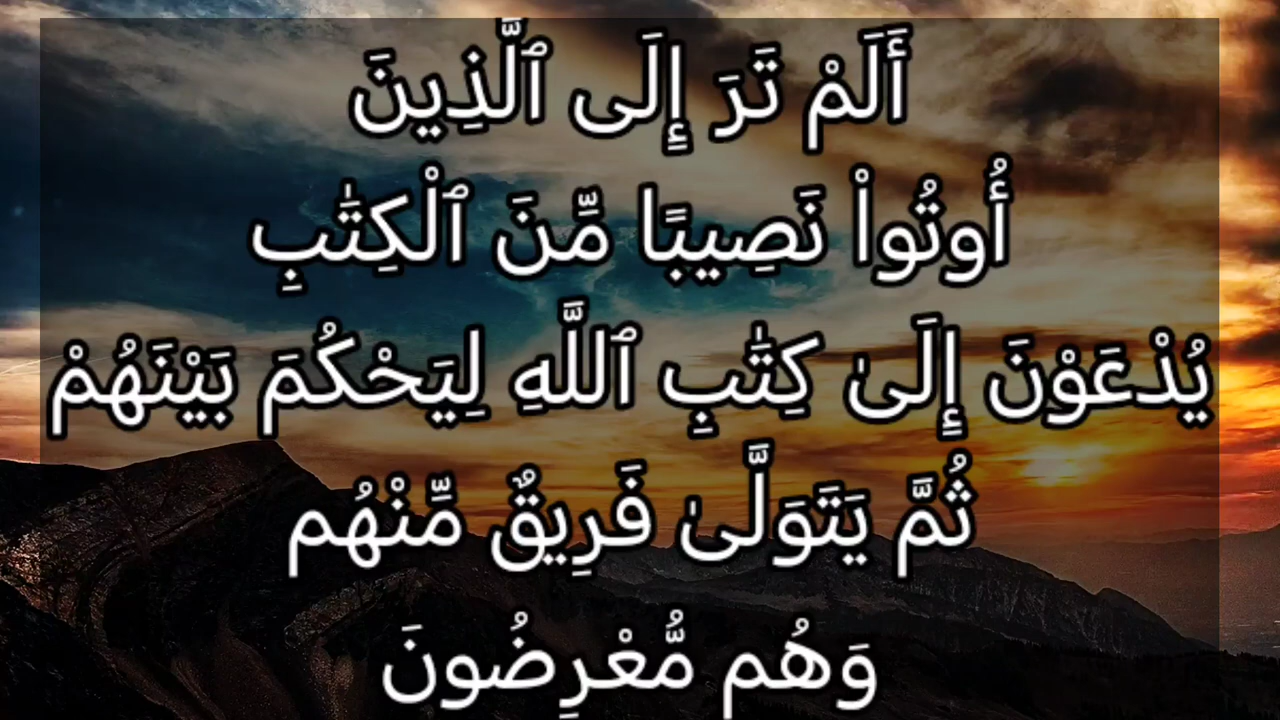 أَلَمْ تَرَ إِلَى ٱلَّذِينَ
أُوتُوا۟ نَصِيبًا مِّنَ ٱلْكِتَٰبِ
يُدْعَوْنَ إِلَىٰ كِتَٰبِ ٱللَّهِ لِيَحْكُمَ بَيْنَهُمْ
ثُمَّ يَتَوَلَّىٰ فَرِيقٌ مِّنْهُم
وَهُم مُّعْرِضُونَ